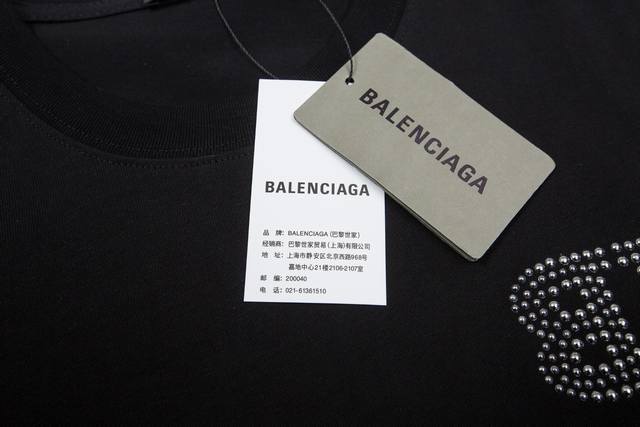 BALENCIAGA
BALENCIAGA
品 牌: BALENCIAGA (巴黎世家)
经销商: 巴黎世家贸易(上海)有限公司
地 址: 上海市静安区北京西路968号
嘉地中心21楼2106-2107室
邮 编: 200040
电 话: 021-61361510